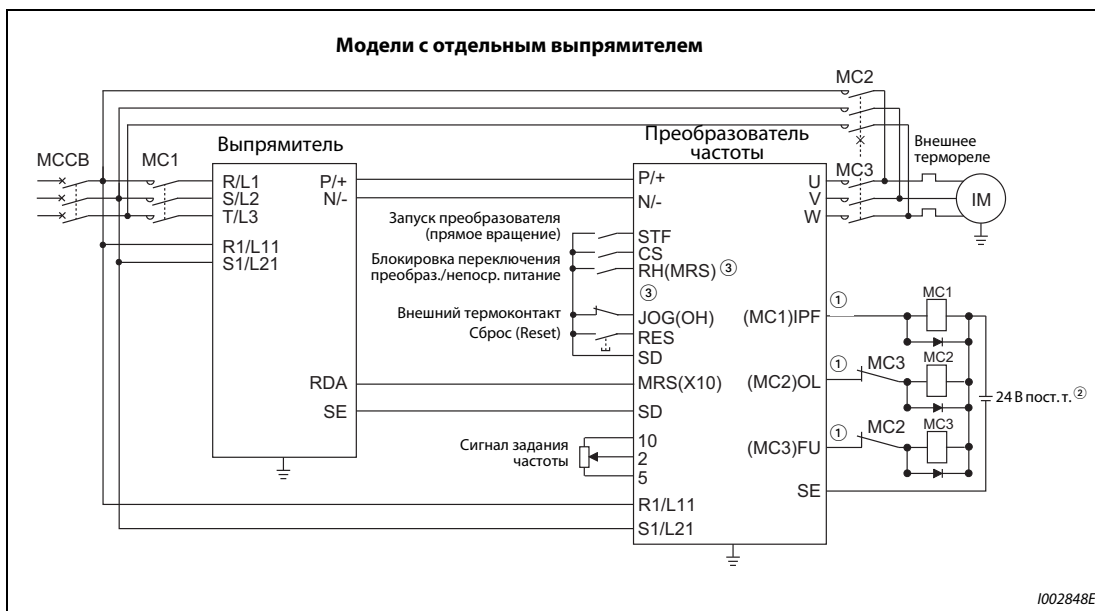 Модели с отдельным выпрямителем
MC2
Преобразователь
частоты
Выпрямитель
Внешнее
термореле
MCCB
MC1
MC3
R/L1
S/L2
T/L3
R1/L11
S1/L21
P/+
N/-
P/+
N/-
U
V
W
IM
Запуск преобразователя
(прямое вращение)
STF
CS
Блокировка переключения
преобраз./непоср. питание
RH(MRS) ③
③
Внешний термоконтакт
JOG(OH)
Сброс (Reset)
RES
SD
(MC1)IPF
①
MC1
RDA
MRS(X10)
(MC2)OL
①
MC3
MC2
24 В пост. т. ②
SE
SD
Сигнал задания
частоты
10
2
5
(MC3)FU
①
MC2
MC3
SE
R1/L11
S1/L21
I002848E